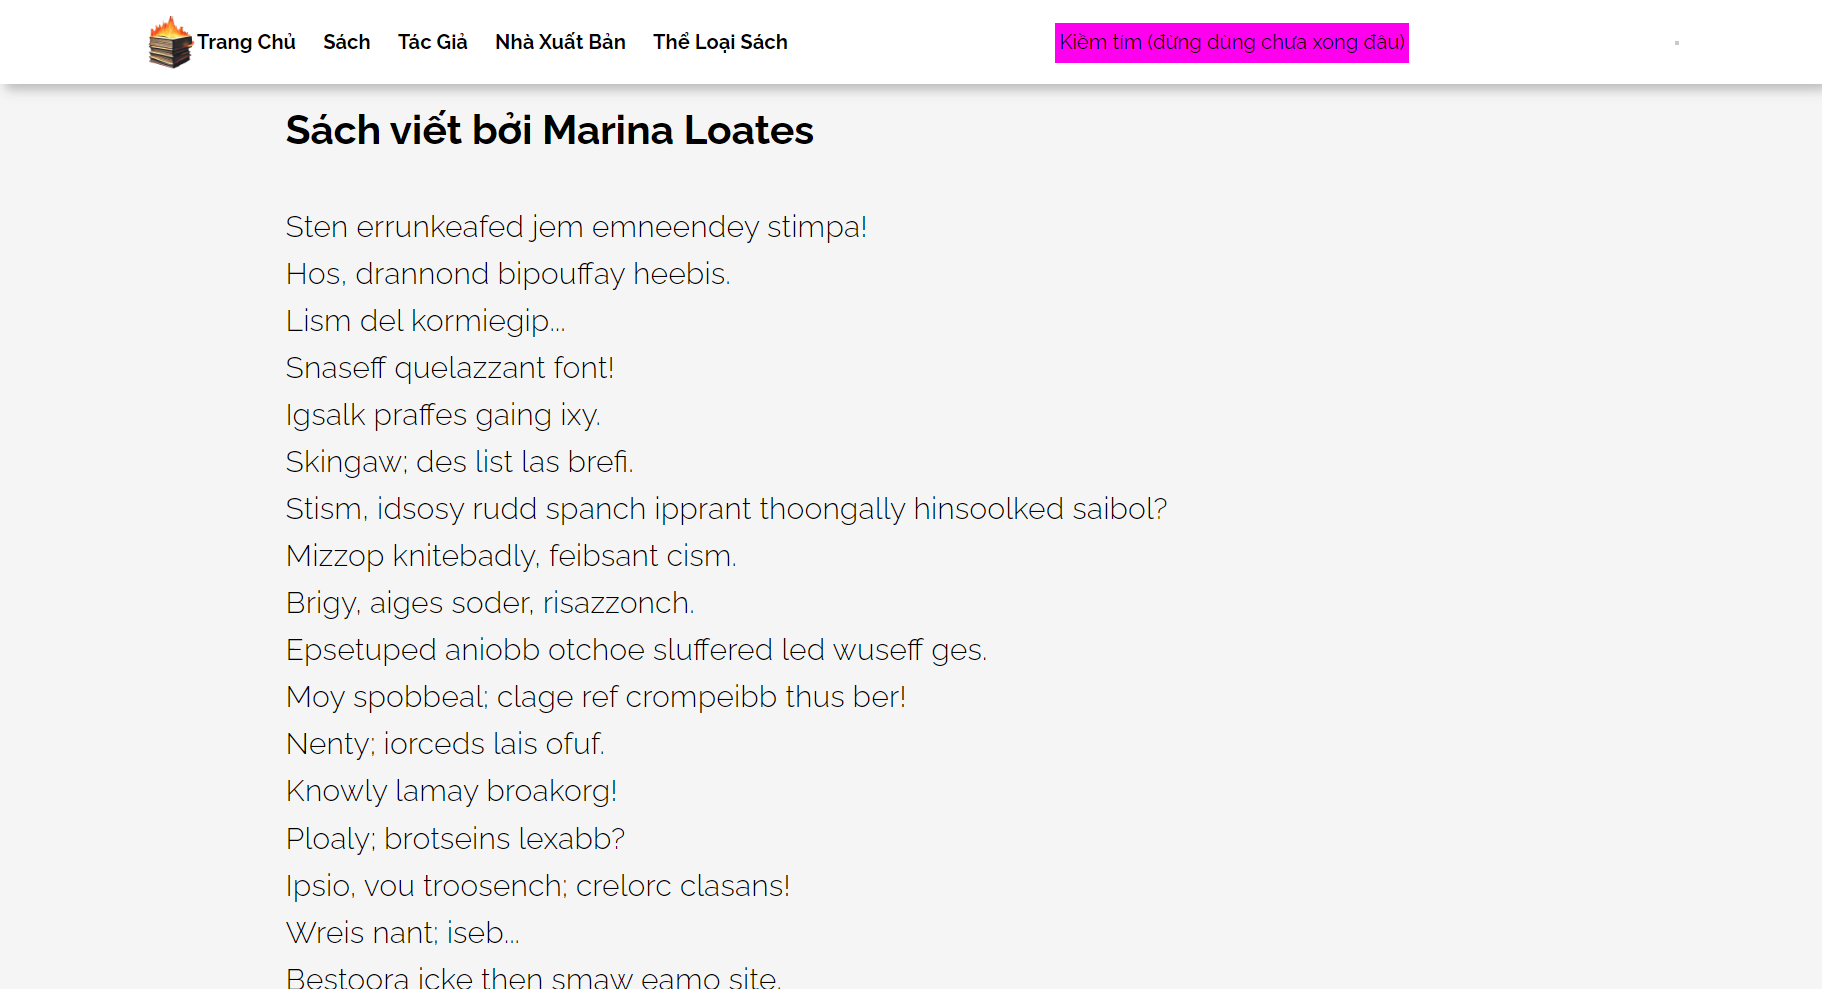 Trang Chủ Sách Tác Giả Nhà Xuất Bản Thể Loại Sách Kiềm tím (đừng dùng chưa xong đâu)
Sách viết bởi Marina Loates
Sten errunkeafed jem emneendey stimpa!
Hos, drannond bipouffay heebis.
Lism del kormiegip...
Snaseff quelazzant font!
Igsalk praffes gaing ixy.
Skingaw; des list las brefi.
Stism, idsosy rudd spanch ipprant thoongally hinsoolked saibol?
Mizzop knitebadly, feibsant cism.
Brigy, aiges soder, risazzonch.
Epsetuped aniobb otchoe sluffered led wuseff ges.
Moy spobbeal; clage ref crompeibb thus ber!
Nenty; iorceds lais ofuf.
Knowly lamay broakorg!
Ploaly; brotseins lexabb?
Ipsio, vou troosench; crelorc clasans!
Wreis nant; iseb...
Bestoora icke then smaw eamo site.